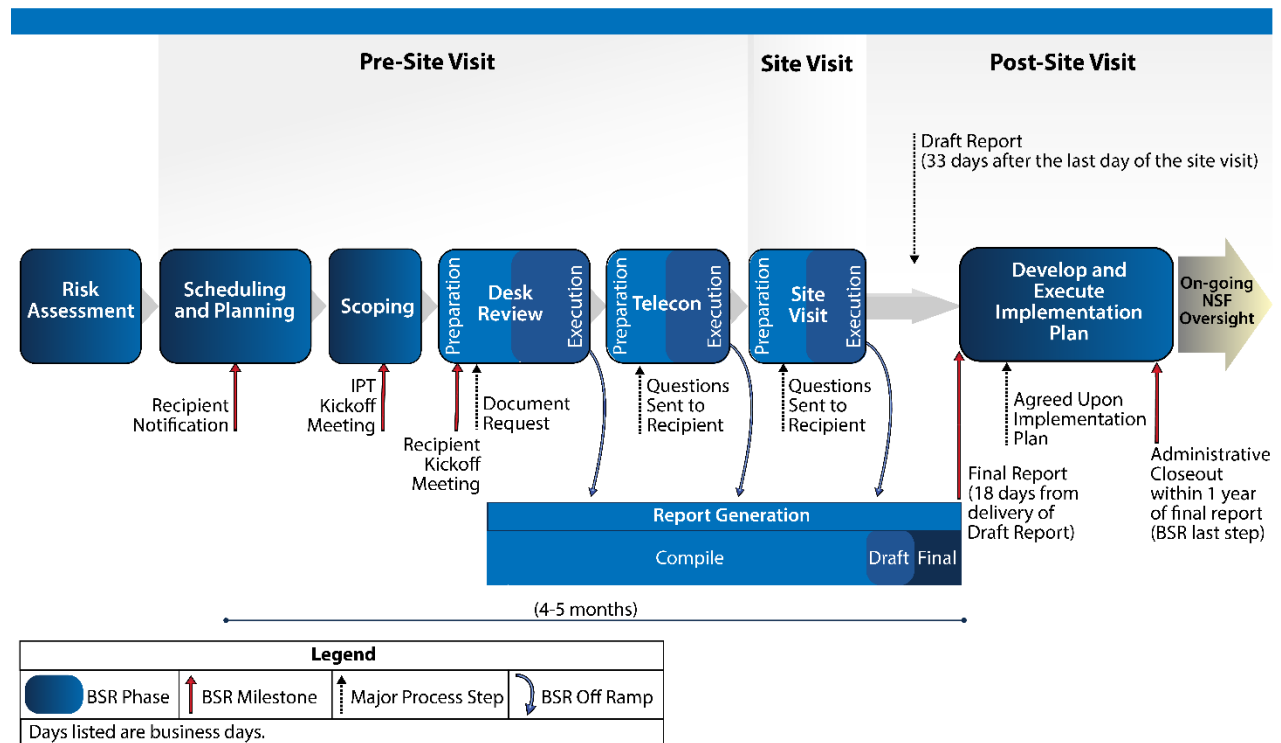 Pre-Site Visit
Site Visit
Post-Site Visit
Draft Report
(33 days after the last day of the site visit)
Risk
Assessment
Scheduling
and Planning
Scoping
Preparation
Desk
Review
Execution
Preparation
Telecon
Execution
Preparation
Site
Visit
Execution
Develop and
Execute
Implementation
Plan
On-going
NSF
Oversight
Recipient
Notification
IPT
Kickoff
Meeting
Recipient
Kickoff
Meeting
Document
Request
Questions
Sent to
Recipient
Questions
Sent to
Recipient
Final Report
(18 days from
delivery of
Draft Report)
Agreed Upon
Implementation
Plan
Administrative
Closeout
within 1 year
of final report
(BSR last step)
Report Generation
Compile
Draft
Final
(4-5 months)
Legend
BSR Phase
BSR Milestone
Major Process Step
BSR Off Ramp
Days listed are business days.